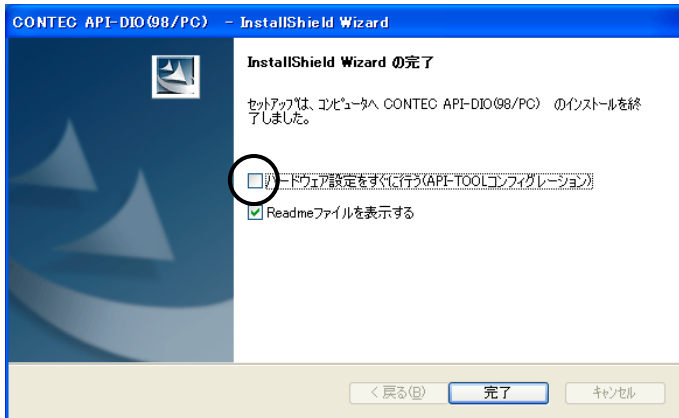 CONTEC API-DIO(98/PC) - InstallShield Wizard
InstallShield Wizard の完了
セットアップは、コンピュータへ CONTEC API-DIO(98/PC) のインストールを終
了しました。
ハードウェア設定をすぐに行う(API-TOOLコンフィグレーション)
Readmeファイルを表示する
< 戻る(B)
完了
キャンセル